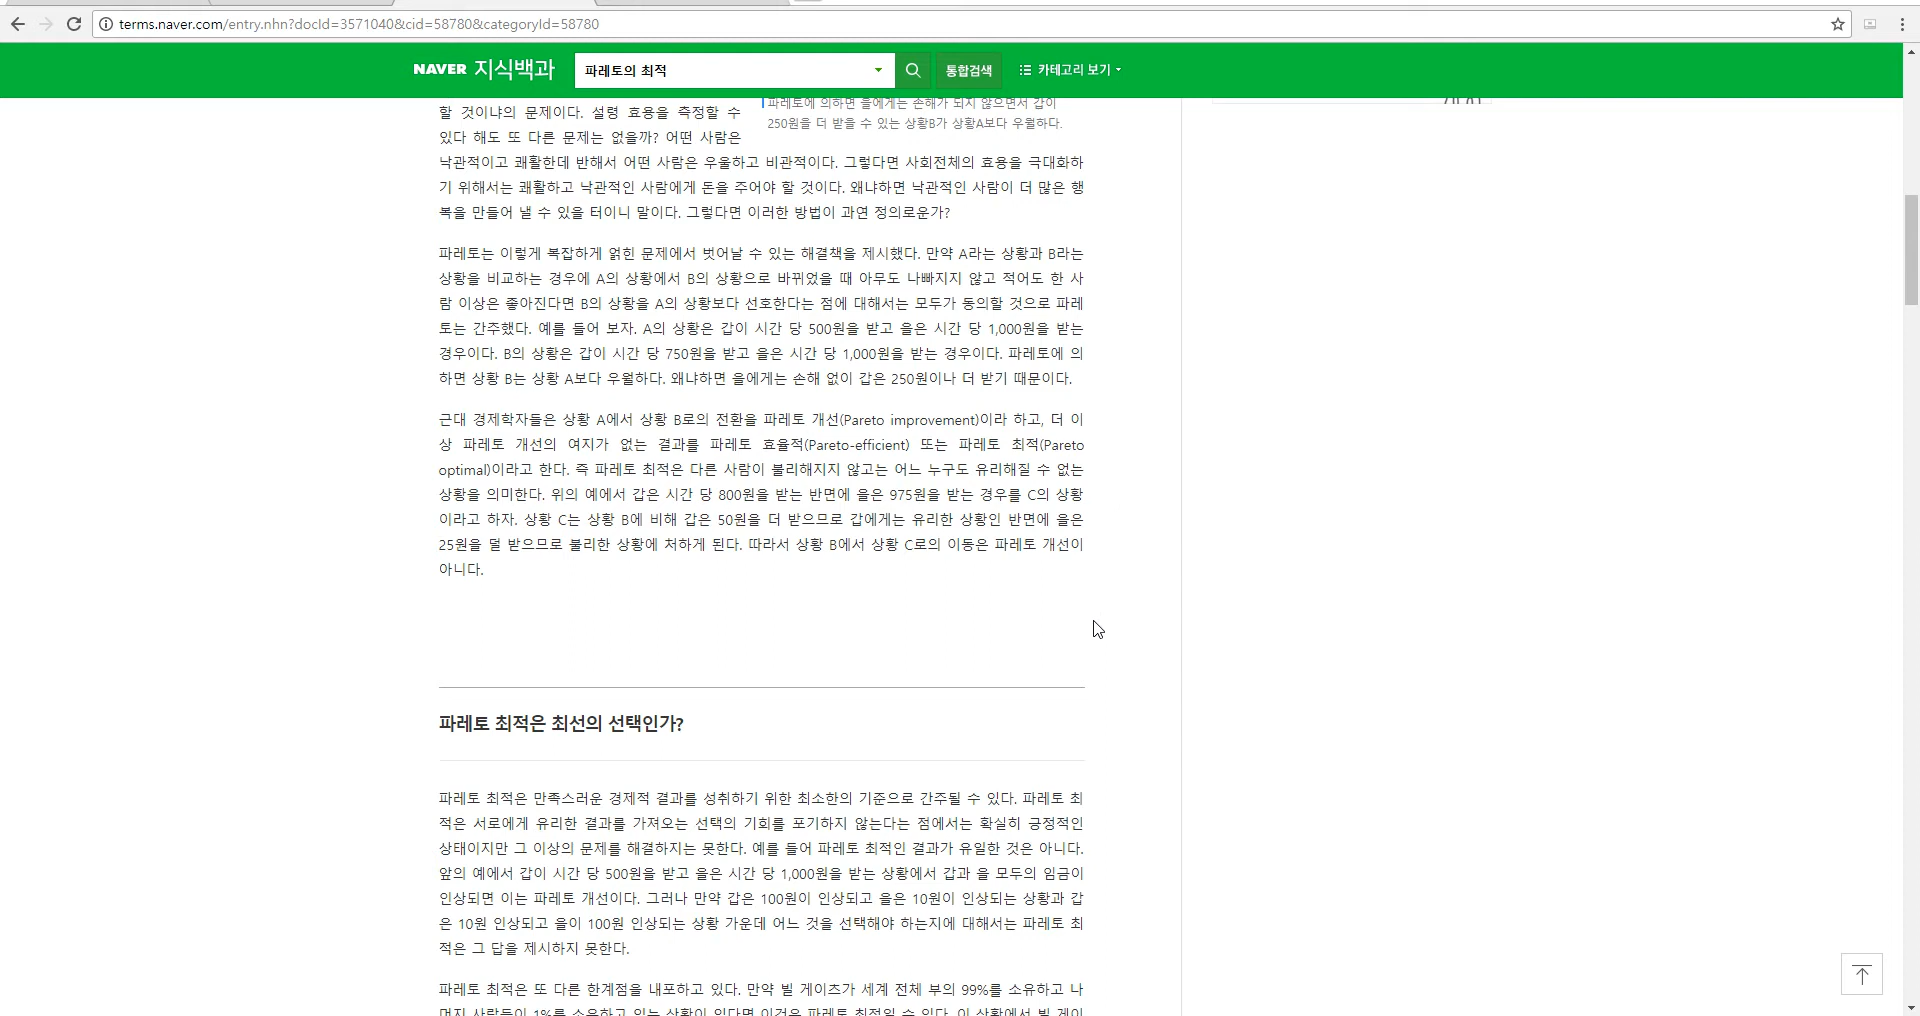 terms.naver.com/entry.nhn?docId=3571040&cid=58780&categoryId=58780
NAVER 지식백과
파레토의 최적
통합검색
카테고리 보기
할 것이냐의 문제이다. 설령 효용을 측정할 수
있다 해도 또 다른 문제는 없을까? 어떤 사람은
파레토에 의하면 을에게는 손해가 되지 않으면서 갑이
250원을 더 받을 수 있는 상황B가 상황A보다 우월하다.
낙관적이고 쾌활한데 반해서 어떤 사람은 우울하고 비관적이다. 그렇다면 사회전체의 효용을 극대화하
기 위해서는 쾌활하고 낙관적인 사람에게 돈을 주어야 할 것이다. 왜냐하면 낙관적인 사람이 더 많은 행
복을 만들어 낼 수 있을 터이니 말이다. 그렇다면 이러한 방법이 과연 정의로운가?
파레토는 이렇게 복잡하게 얽힌 문제에서 벗어날 수 있는 해결책을 제시했다. 만약 A라는 상황과 B라는
상황을 비교하는 경우에 A의 상황에서 B의 상황으로 바뀌었을 때 아무도 나빠지지 않고 적어도 한 사
람 이상은 좋아진다면 B의 상황을 A의 상황보다 선호한다는 점에 대해서는 모두가 동의할 것으로 파레
토는 간주했다. 예를 들어 보자. A의 상황은 갑이 시간 당 500원을 받고 을은 시간 당 1,000원을 받는
경우이다. B의 상황은 갑이 시간 당 750원을 받고 을은 시간 당 1,000원을 받는 경우이다. 파레토에 의
하면 상황 B는 상황 A보다 우월하다. 왜냐하면 을에게는 손해 없이 갑은 250원이나 더 받기 때문이다.
근대 경제학자들은 상황 A에서 상황 B로의 전환을 파레토 개선(Pareto improvement)이라 하고, 더 이
상 파레토 개선의 여지가 없는 결과를 파레토 효율적(Pareto-efficient) 또는 파레토 최적(Pareto
optimal)이라고 한다. 즉 파레토 최적은 다른 사람이 불리해지지 않고는 어느 누구도 유리해질 수 없는
상황을 의미한다. 위의 예에서 갑은 시간 당 800원을 받는 반면에 을은 975원을 받는 경우를 C의 상황
이라고 하자. 상황 C는 상황 B에 비해 갑은 50원을 더 받으므로 갑에게는 유리한 상황인 반면에 을은
25원을 덜 받으므로 불리한 상황에 처하게 된다. 따라서 상황 B에서 상황 C로의 이동은 파레토 개선이
아니다.
파레토 최적은 최선의 선택인가?
파레토 최적은 만족스러운 경제적 결과를 성취하기 위한 최소한의 기준으로 간주될 수 있다. 파레토 최
적은 서로에게 유리한 결과를 가져오는 선택의 기회를 포기하지 않는다는 점에서는 확실히 긍정적인
상태이지만 그 이상의 문제를 해결하지는 못한다. 예를 들어 파레토 최적인 결과가 유일한 것은 아니다.
앞의 예에서 갑이 시간 당 500원을 받고 을은 시간 당 1,000원을 받는 상황에서 갑과 을 모두의 임금이
인상되면 이는 파레토 개선이다. 그러나 만약 갑은 100원이 인상되고 을은 10원이 인상되는 상황과 갑
은 10원 인상되고 을이 100원 인상되는 상황 가운데 어느 것을 선택해야 하는지에 대해서는 파레토 최
적은 그 답을 제시하지 못한다.
파레토 최적은 또 다른 한계점을 내포하고 있다. 만약 빌 게이츠가 세계 전체 부의 99%를 소유하고 나
머지 사람들이 1%를 소유하고 있는 상황이 있다면 이것은 파레토 최적일 수 있다. 이 상황에서 빌 게이